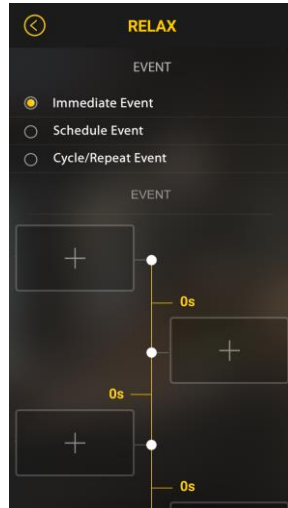 RELAX
EVENT
Immediate Event
Schedule Event
Cycle/Repeat Event
EVENT
0s
0s
0s